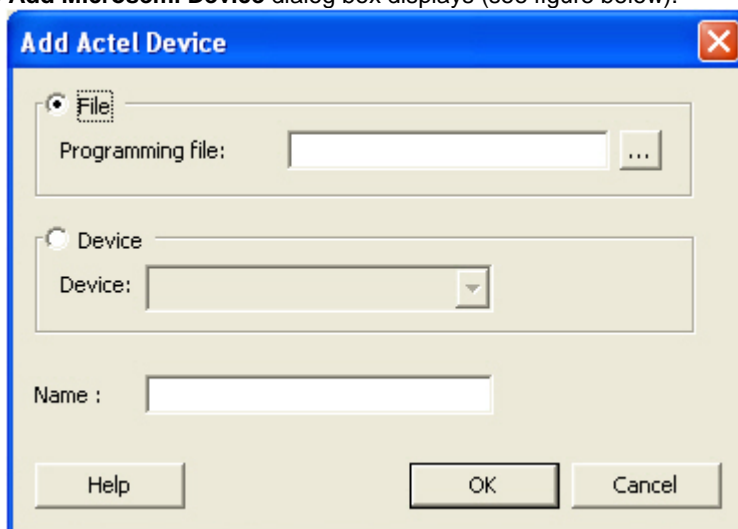 Add Microsemi Device dialog box displays (see figure below).
Add Actel Device
File
Programming file:
...
Device
Device:
Name :
Help OK Cancel